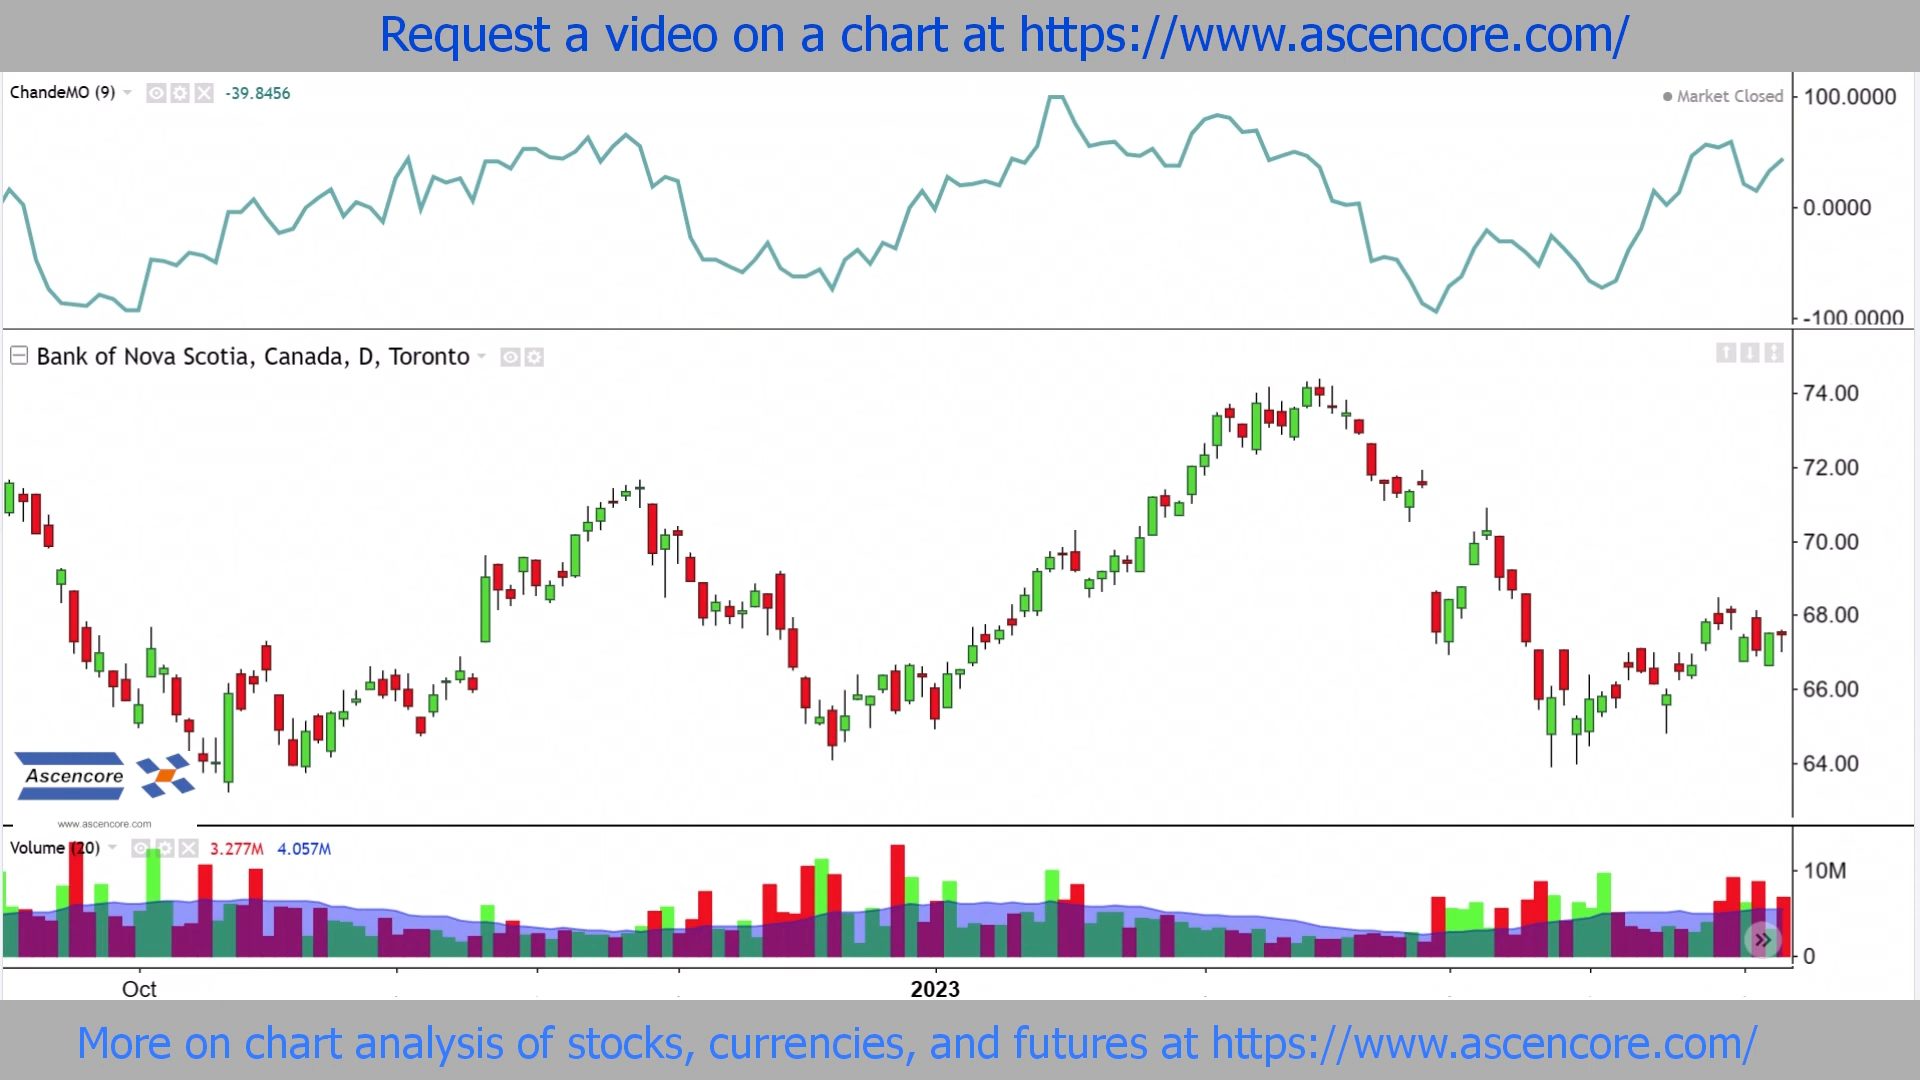 Request a video on a chart at https://www.ascencore.com/
ChandeMO (9) -39.8456
Market Closed
100.0000
0.0000
-100.0000
Bank of Nova Scotia, Canada, D, Toronto
74.00
72.00
70.00
68.00
66.00
64.00
Ascencore
www.ascencore.com
Volume (20) 3.277M 4.057M
10M
0
Oct
2023
More on chart analysis of stocks, currencies, and futures at https://www.ascencore.com/